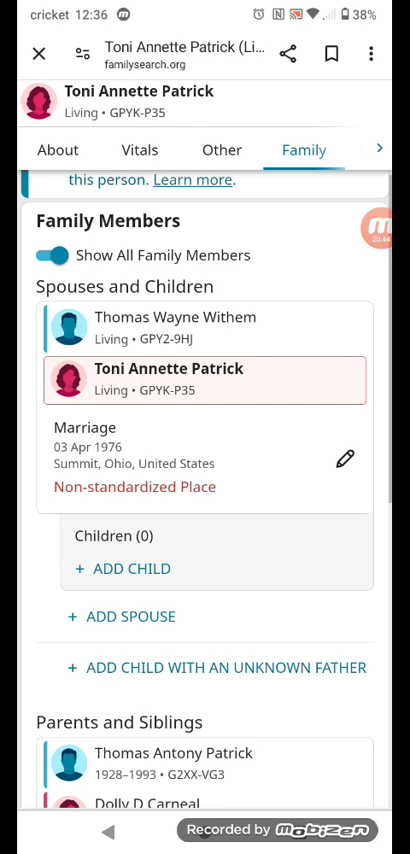 cricket 12:36
38%
Toni Annette Patrick (Li...
familysearch.org
Toni Annette Patrick
Living • GPYK-P35
About Vitals Other Family
this person. Learn more.
Family Members
20:44
Show All Family Members
Spouses and Children
Thomas Wayne Withem
Living • GPY2-9HJ
Toni Annette Patrick
Living • GPYK-P35
Marriage
03 Apr 1976
Summit, Ohio, United States
Non-standardized Place
Children (0)
+ ADD CHILD
+ ADD SPOUSE
+ ADD CHILD WITH AN UNKNOWN FATHER
Parents and Siblings
Thomas Antony Patrick
1928–1993 • G2XX-VG3
Dolly D Carneal
Recorded by mobizen